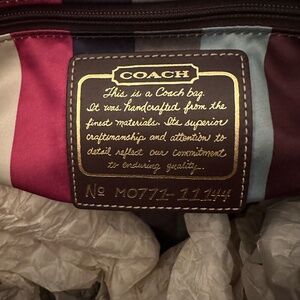 COACH
This is a Coach bag.
It was handcrafted from the
finest materials. Its superior
craftsmanship and attention to
detail reflect our commitment
to enduring quality.
No M0771-11144